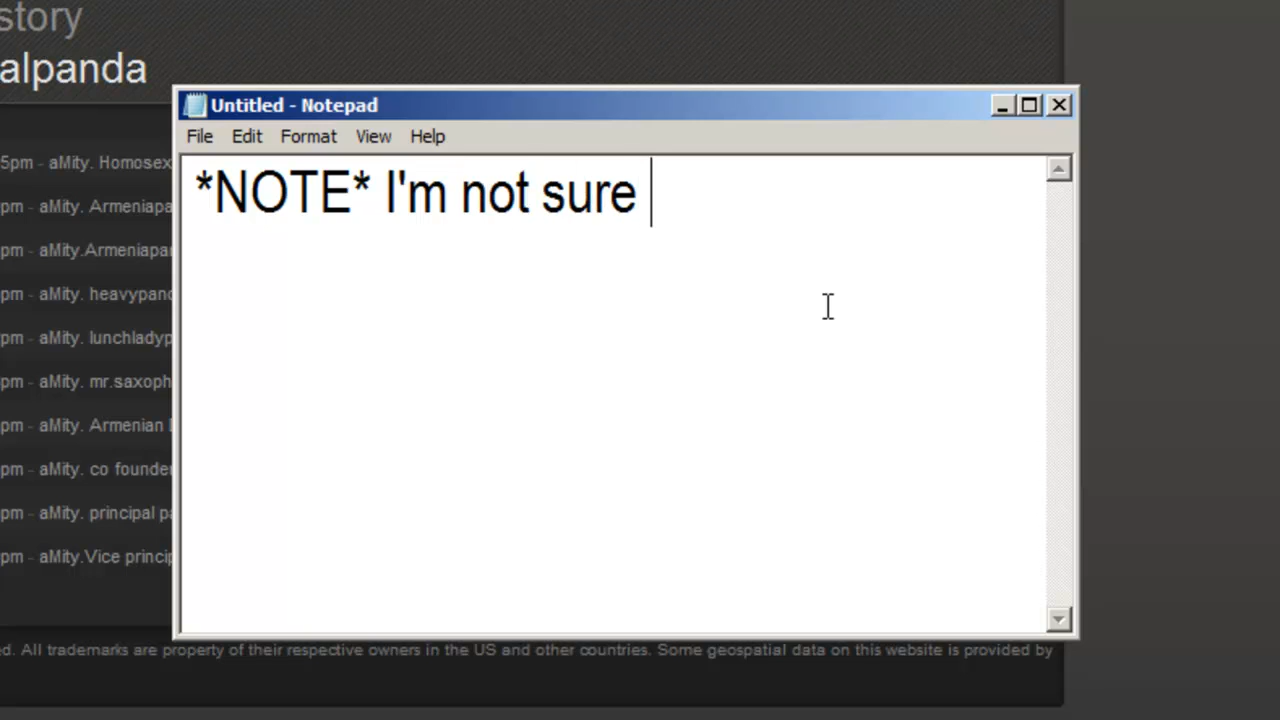 story
alpanda
Untitled - Notepad
File Edit Format View Help
*NOTE* I'm not sure
5pm - aMity. Homosex
pm - aMity. Armeniapa
pm - aMity.Armeniapar
pm - aMity. heavypand
pm - aMity. lunchladyp
pm - aMity. mr.saxoph
pm - aMity. Armenian
pm - aMity. co founder
pm - aMity. principal pa
pm - aMity.Vice princip
d. All trademarks are property of their respective owners in the US and other countries. Some geospatial data on this website is provided by